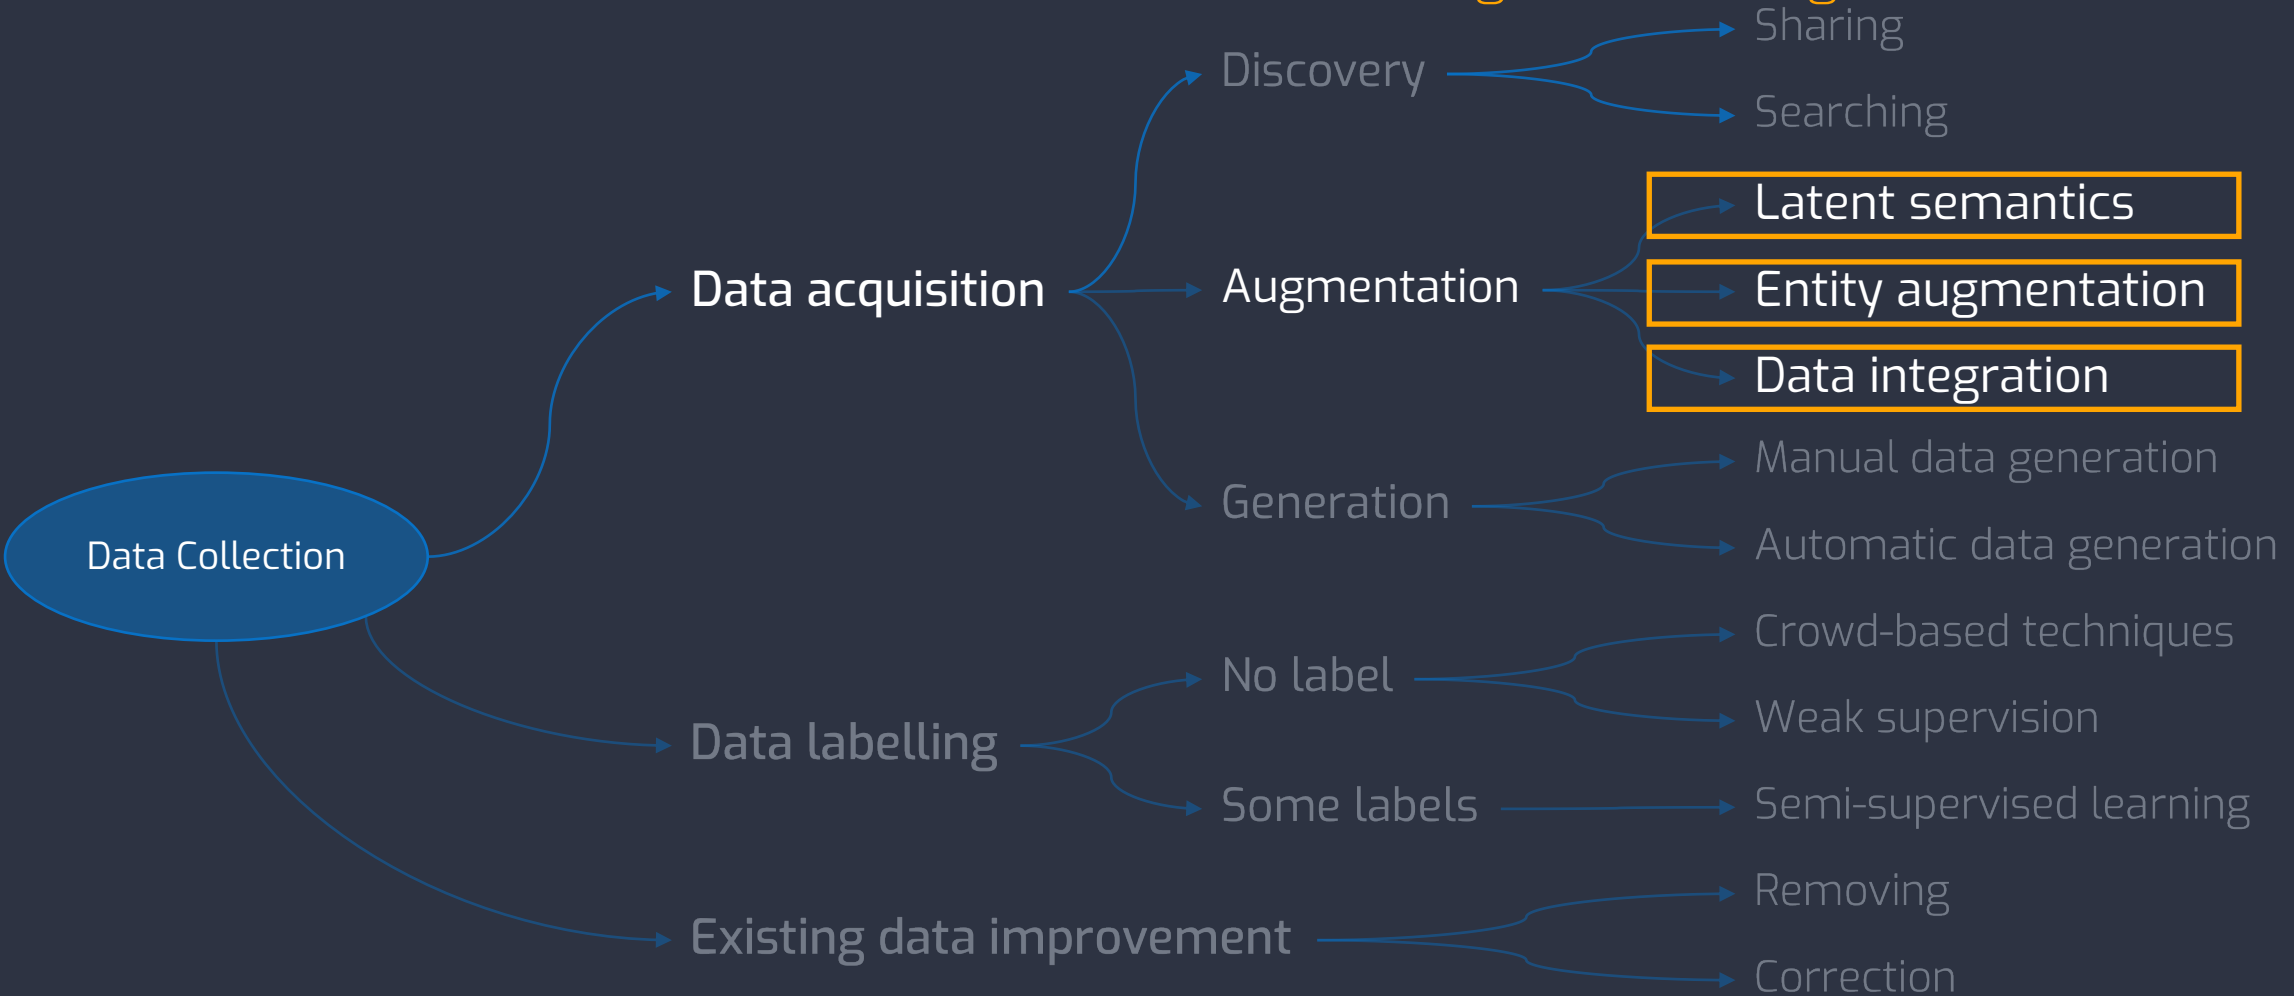 Sharing
Discovery
Searching
Latent semantics
Data acquisition
Augmentation
Entity augmentation
Data integration
Manual data generation
Generation
Automatic data generation
Data Collection
Crowd-based techniques
No label
Weak supervision
Data labelling
Some labels
Semi-supervised learning
Removing
Existing data improvement
Correction